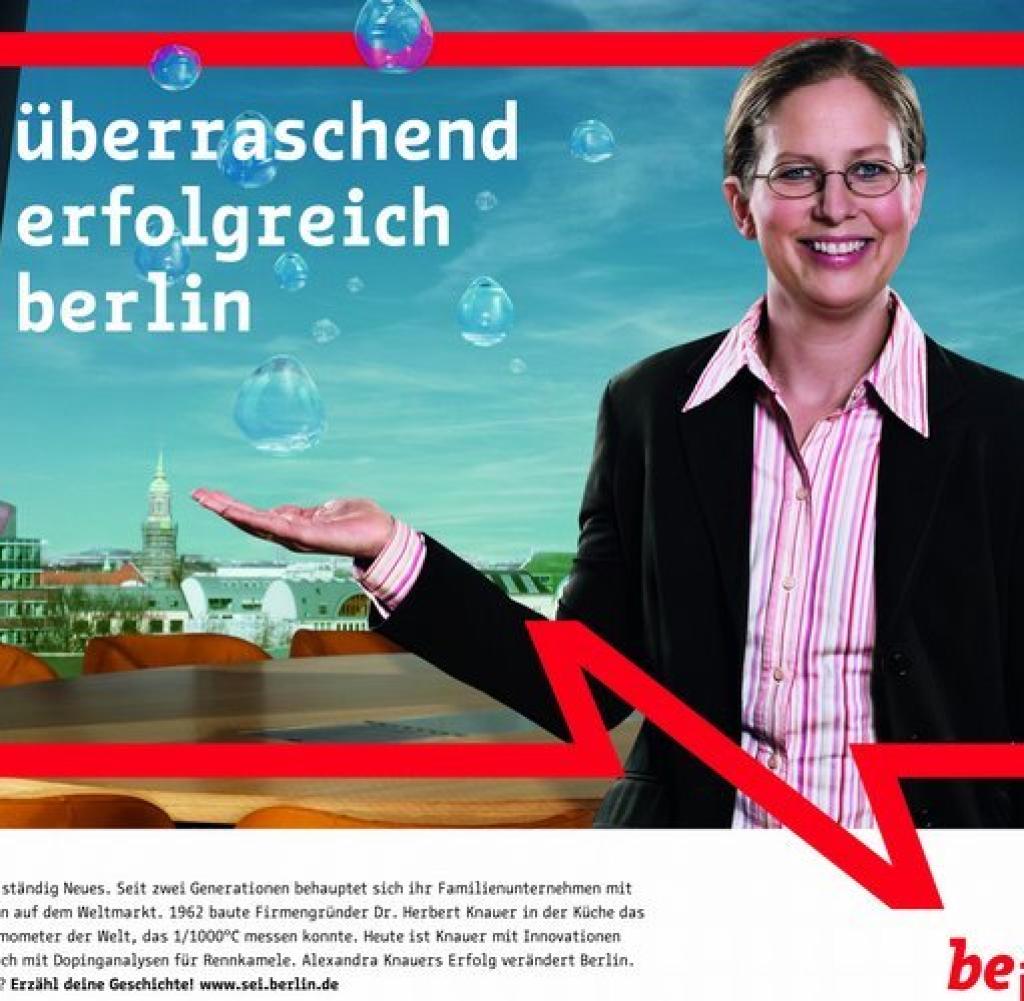 überraschend
erfolgreich
berlin
ständig Neues. Seit zwei Generationen behauptet sich ihr Familienunternehmen mit
auf dem Weltmarkt. 1962 baute Firmengründer Dr. Herbert Knauer in der Küche das
mometer der Welt, das 1/1000°C messen konnte. Heute ist Knauer mit Innovationen
ch mit Dopinganalysen für Rennkamele. Alexandra Knauers Erfolg verändert Berlin.
? Erzähl deine Geschichte! www.sei.berlin.de
be